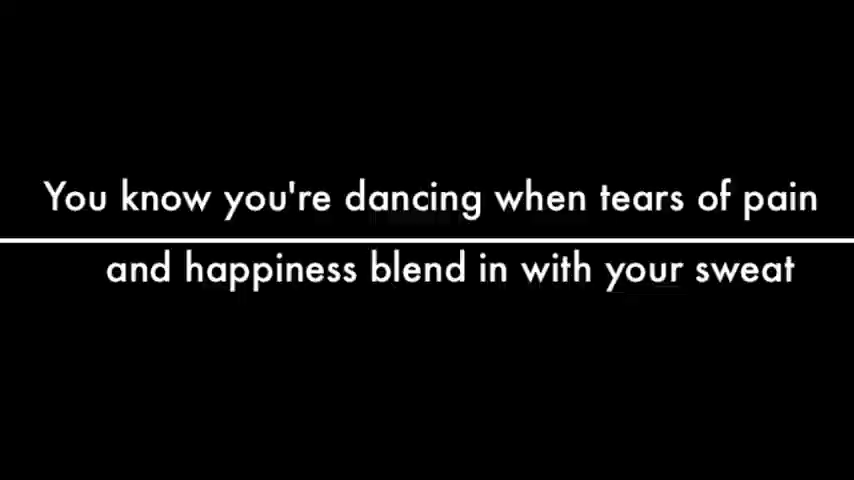 You know you're dancing when tears of pain
and happiness blend in with your sweat